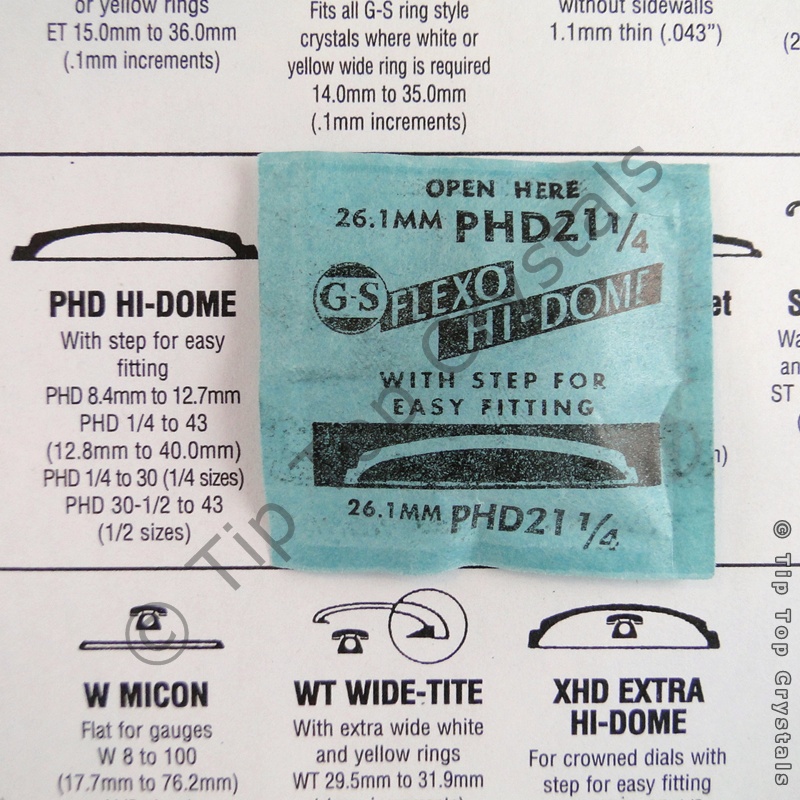 or yellow rings
ET 15.0mm to 36.0mm
(.1mm increments)
Fits all G-S ring style
crystals where white or
yellow wide ring is required
14.0mm to 35.0mm
(.1mm increments)
without sidewalls
1.1mm thin (.043")
(2
PHD HI-DOME
With step for easy
fitting
PHD 8.4mm to 12.7mm
PHD 1/4 to 43
(12.8mm to 40.0mm)
PHD 1/4 to 30 (1/4 sizes)
PHD 30-1/2 to 43
(1/2 sizes)
OPEN HERE
26.1MM PHD21 1/4
G-S FLEXO
HI-DOME
WITH STEP FOR
EASY FITTING
26.1MM PHD21 1/4
et
)
S
Wa
an
ST
(
W MICON
Flat for gauges
W 8 to 100
(17.7mm to 76.2mm)
WT WIDE-TITE
With extra wide white
and yellow rings
WT 29.5mm to 31.9mm
XHD EXTRA
HI-DOME
For crowned dials with
step for easy fitting
© Tip Top Crystals
© Tip Top Crystals